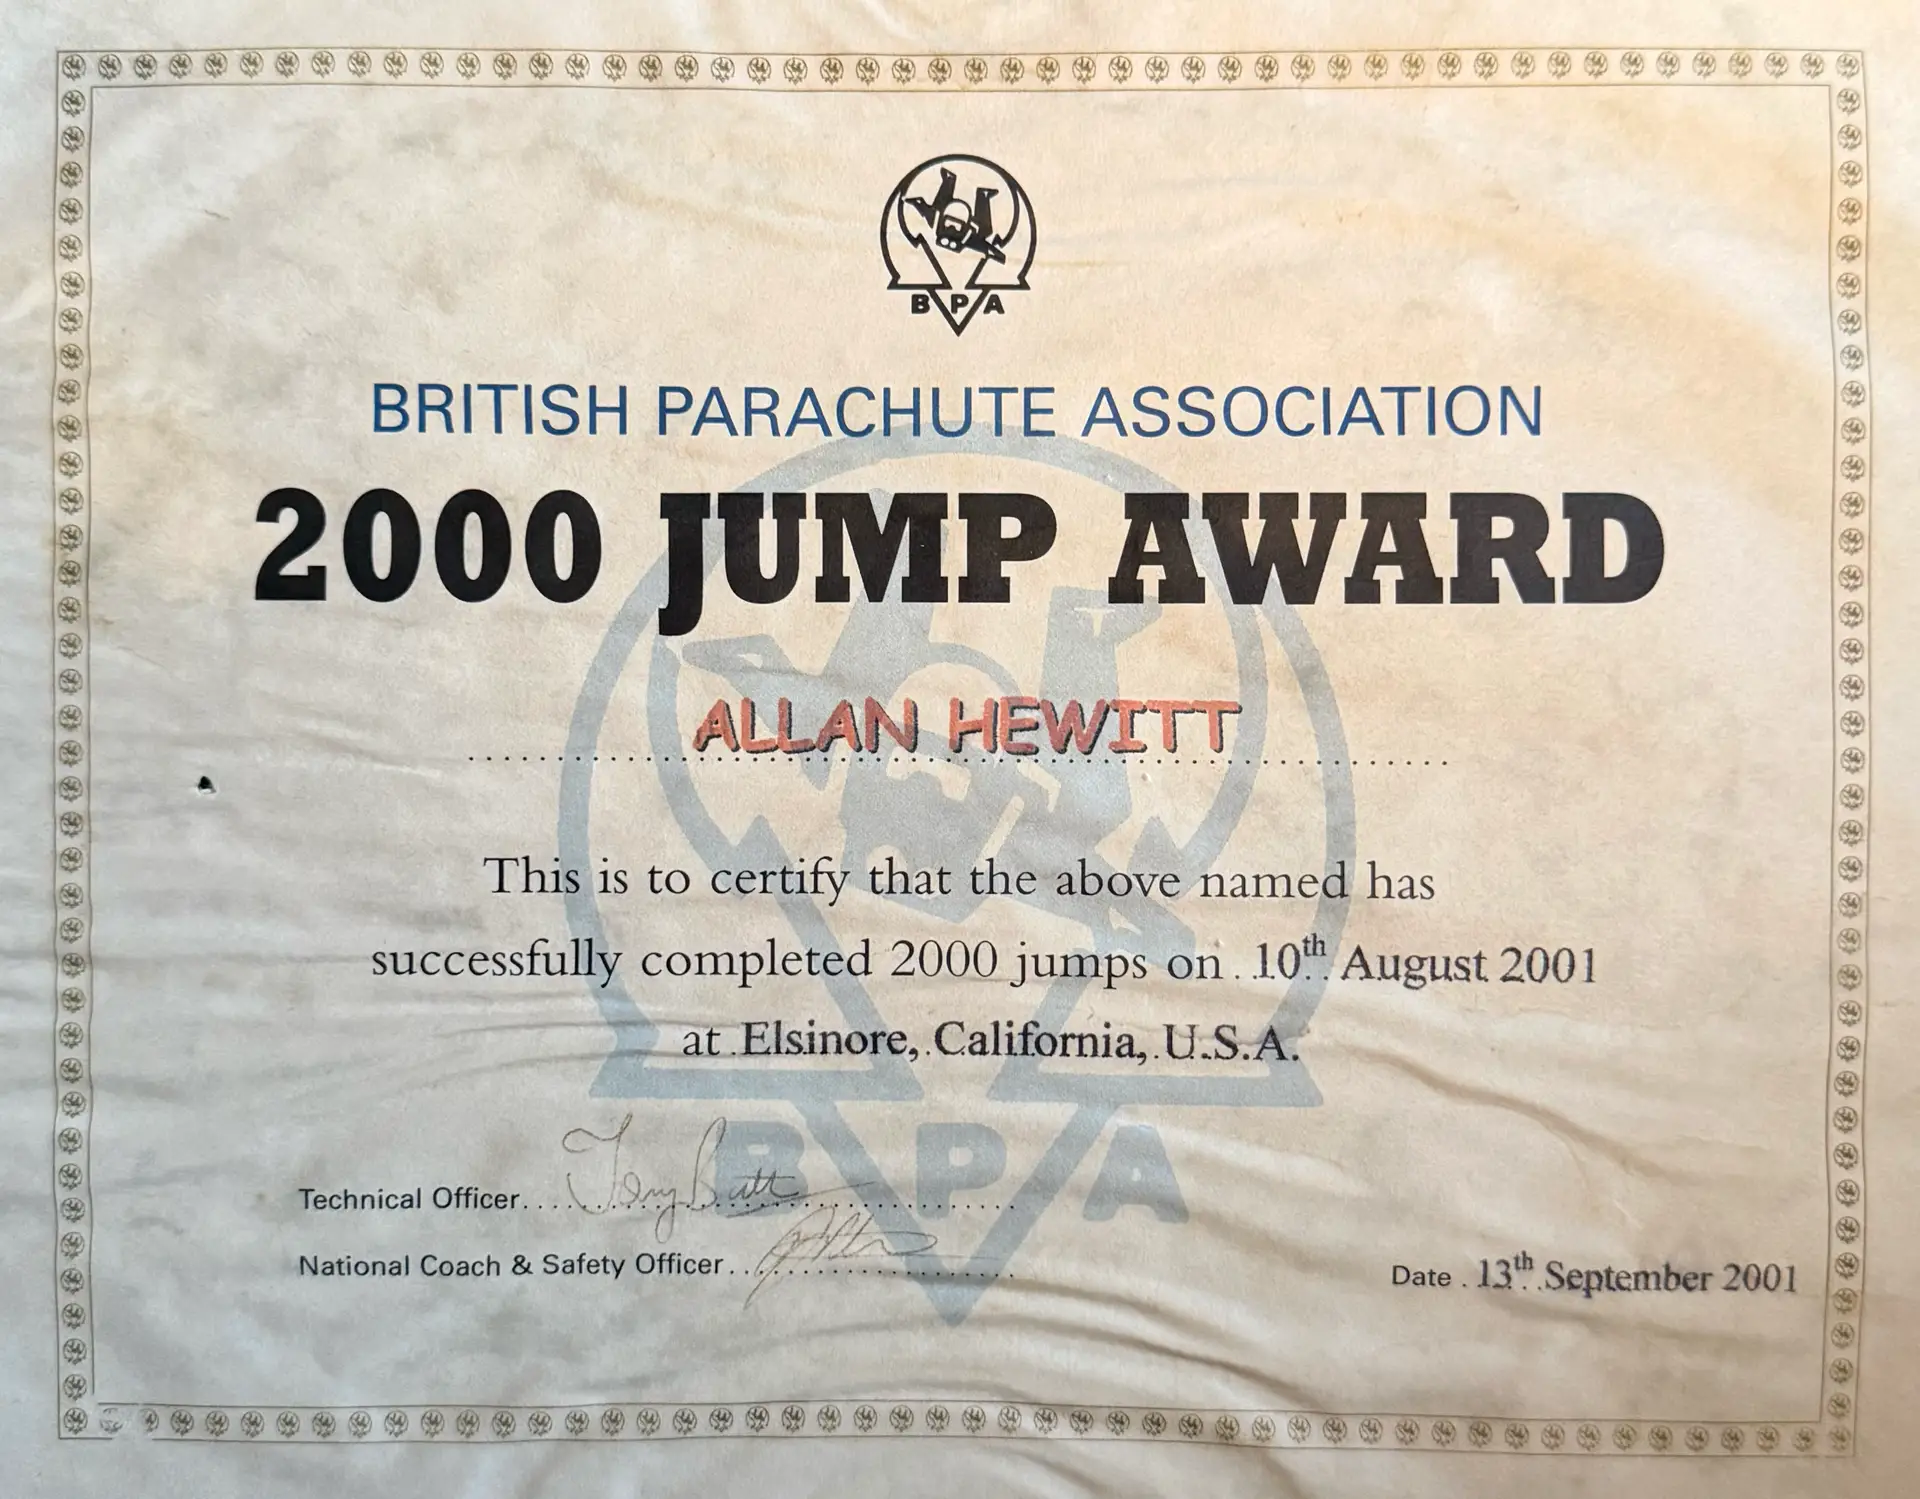 B P A
BRITISH PARACHUTE ASSOCIATION
2000 JUMP AWARD
ALLAN HEWITT
This is to certify that the above named has
successfully completed 2000 jumps on 10th August 2001
at Elsinore, California, U.S.A.
B P A
Technical Officer Tony Butt
National Coach & Safety Officer
Date 13th September 2001